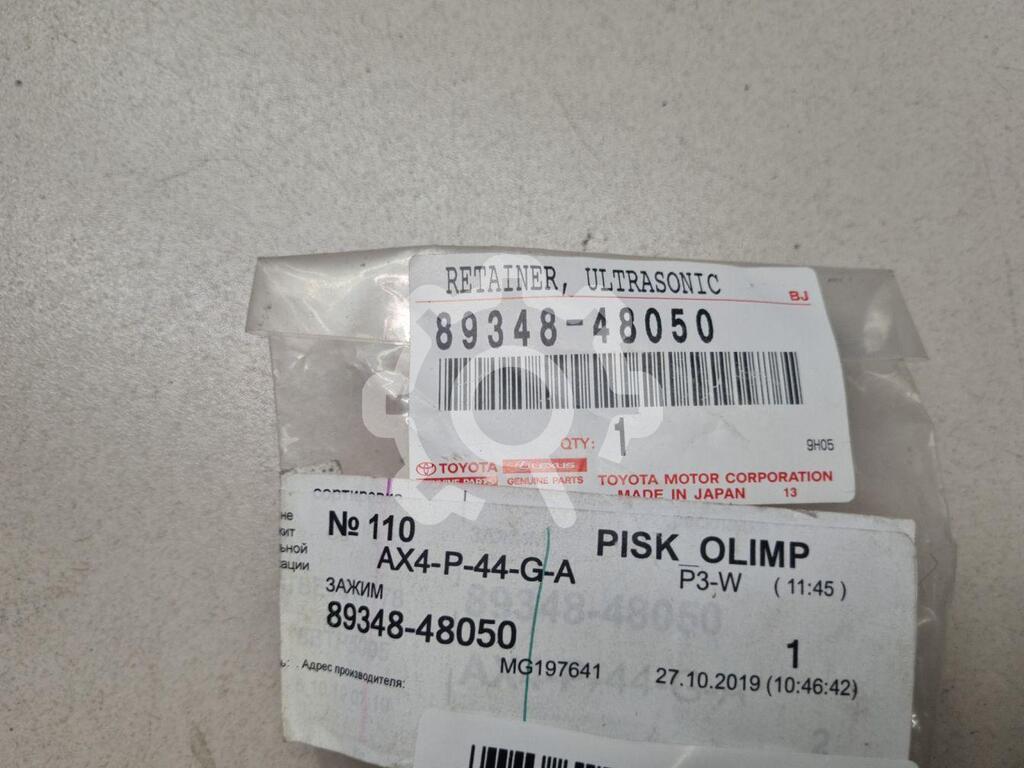 RETAINER, ULTRASONIC
BJ
89348-48050
QTY: 1
9H05
TOYOTA LEXUS
GENUINE PARTS
TOYOTA MOTOR CORPORATION
MADE IN JAPAN 13
сортировка
№ 110
PISK_OLIMP
AX4-P-44-G-A
P3-W (11:45)
ЗАЖИМ
89348-48050
1
MG197641
27.10.2019 (10:46:42)
Адрес производителя: